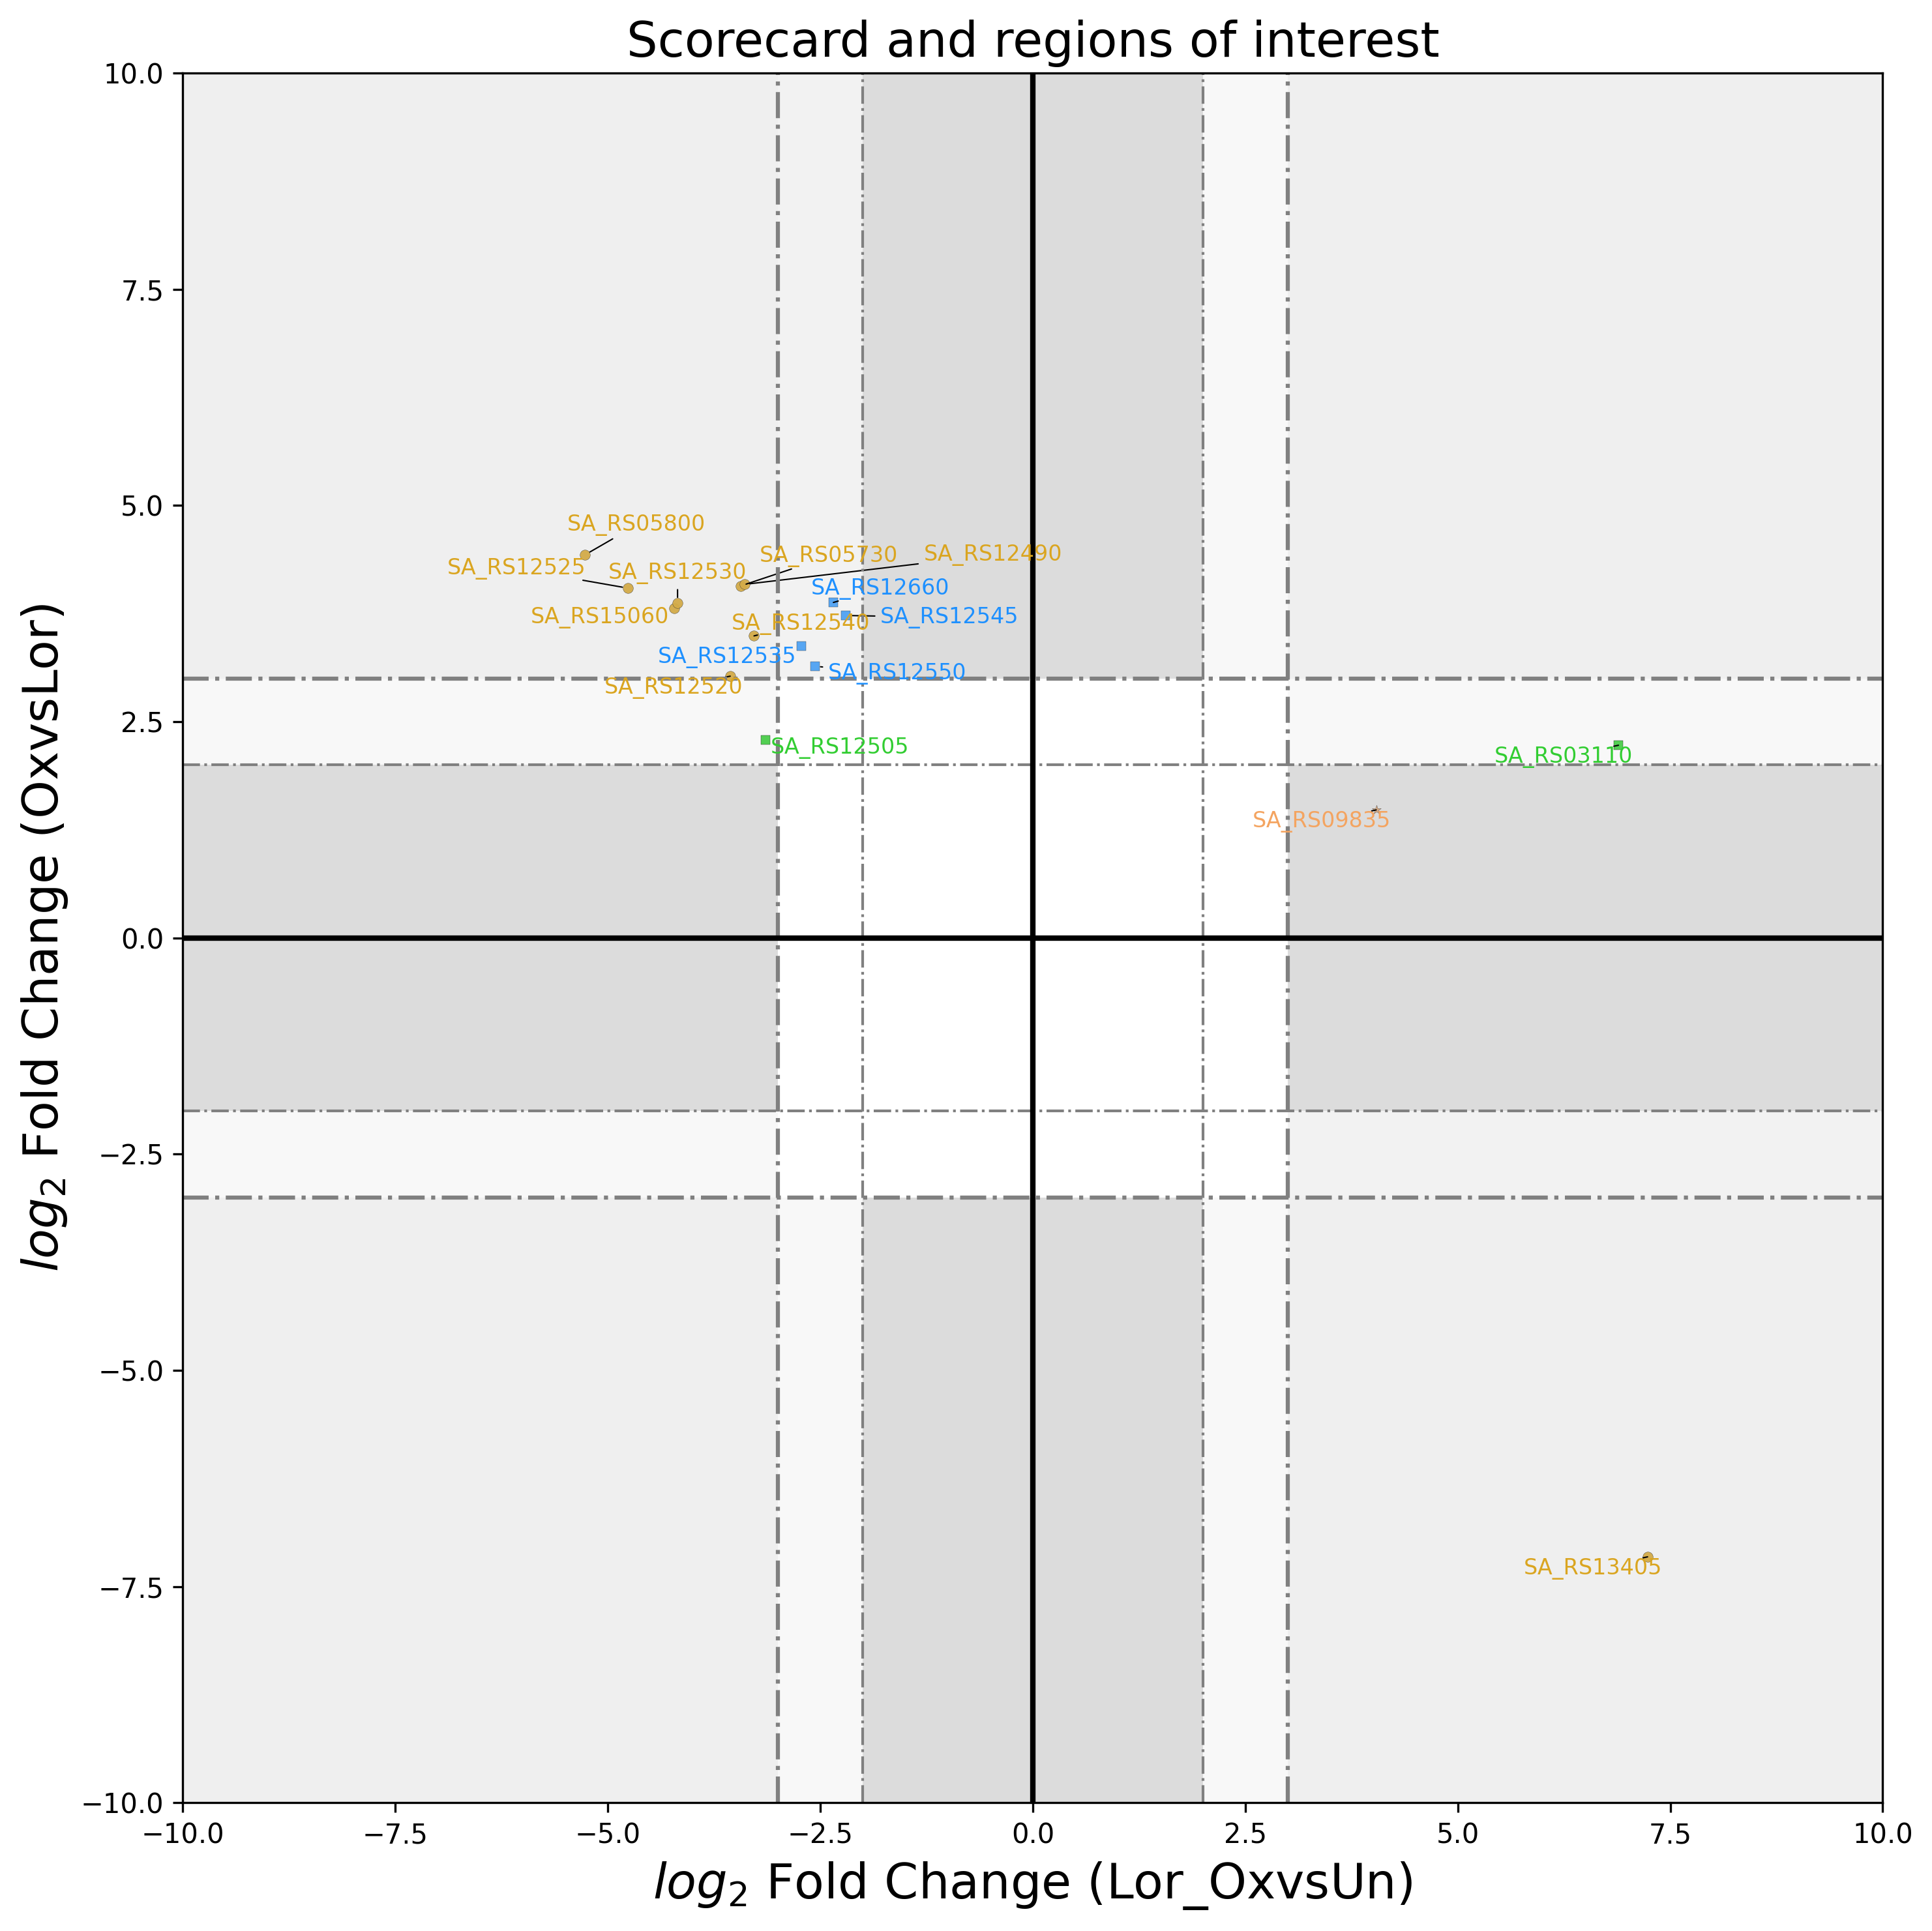 Scorecard and regions of interest
10.0
7.5
5.0
2.5
0.0
−2.5
−5.0
−7.5
−10.0
log2 Fold Change (OxvsLor)
SA_RS05800
SA_RS05730
SA_RS12490
SA_RS12525
SA_RS12530
SA_RS12660
SA_RS15060
SA_RS12540
SA_RS12545
SA_RS12535
SA_RS12550
SA_RS12520
SA_RS12505
SA_RS03110
SA_RS09835
SA_RS13405
−10.0
−7.5
−5.0
−2.5
0.0
2.5
5.0
7.5
10.0
log2 Fold Change (Lor_OxvsUn)